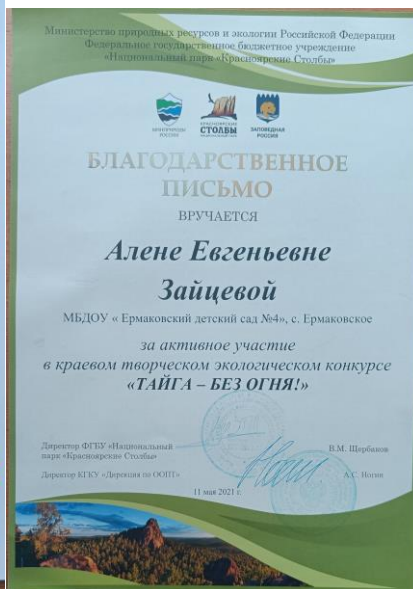 Министерство природных ресурсов и экологии Российской Федерации
Федеральное государственное бюджетное учреждение
«Национальный парк «Красноярские Столбы»
СТОЛБЫ
ЗАПОВЕДНАЯ
РОССИЯ
БЛАГОДАРСТВЕННОЕ
ПИСЬМО
ВРУЧАЕТСЯ
Алене Евгеньевне
Зайцевой
МБДОУ « Ермаковский детский сад №4», с. Ермаковское
за активное участие
в краевом творческом экологическом конкурсе
«ТАЙГА – БЕЗ ОГНЯ!»
Директор ФГБУ «Национальный
парк «Красноярские Столбы»
В.М. Щербаков
Директор КГКУ «Дирекция по ООПТ»
А.С. Ногин
11 мая 2021 г.